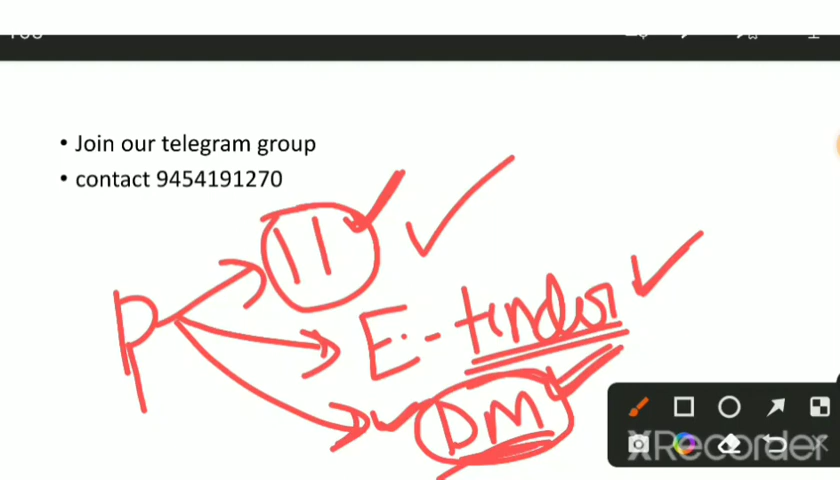 • Join our telegram group
• contact 9454191270
11
P
E-tender
DM
XRecorder